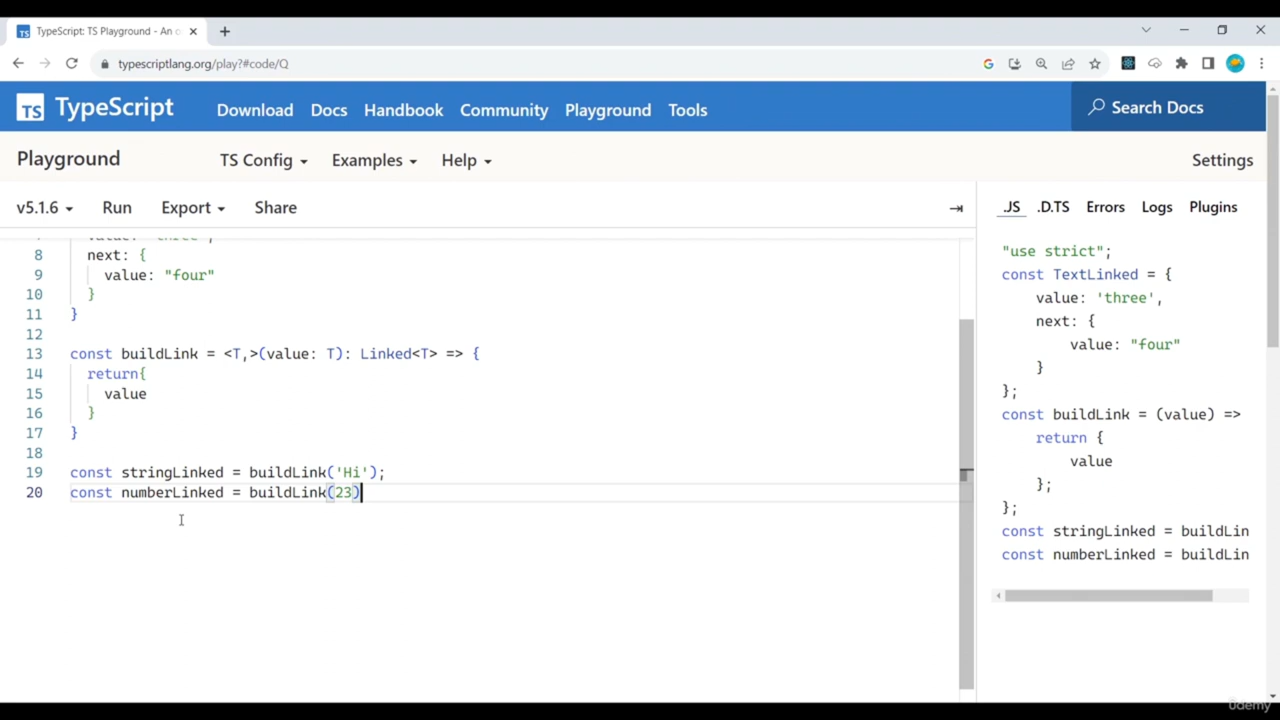 TypeScript: TS Playground - An
typescriptlang.org/play?#code/Q
TS TypeScript Download Docs Handbook Community Playground Tools Search Docs
Playground TS Config Examples Help Settings
v5.1.6 Run Export Share .JS .D.TS Errors Logs Plugins
8 next: {
9 value: "four"
10 }
11 }
12
13 const buildLink = <T,>(value: T): Linked<T> => {
14 return{
15 value
16 }
17 }
18
19 const stringLinked = buildLink('Hi');
20 const numberLinked = buildLink(23)
"use strict";
const TextLinked = {
value: 'three',
next: {
value: "four"
}
};
const buildLink = (value) =>
return {
value
};
};
const stringLinked = buildLin
const numberLinked = buildLin
ûdemy